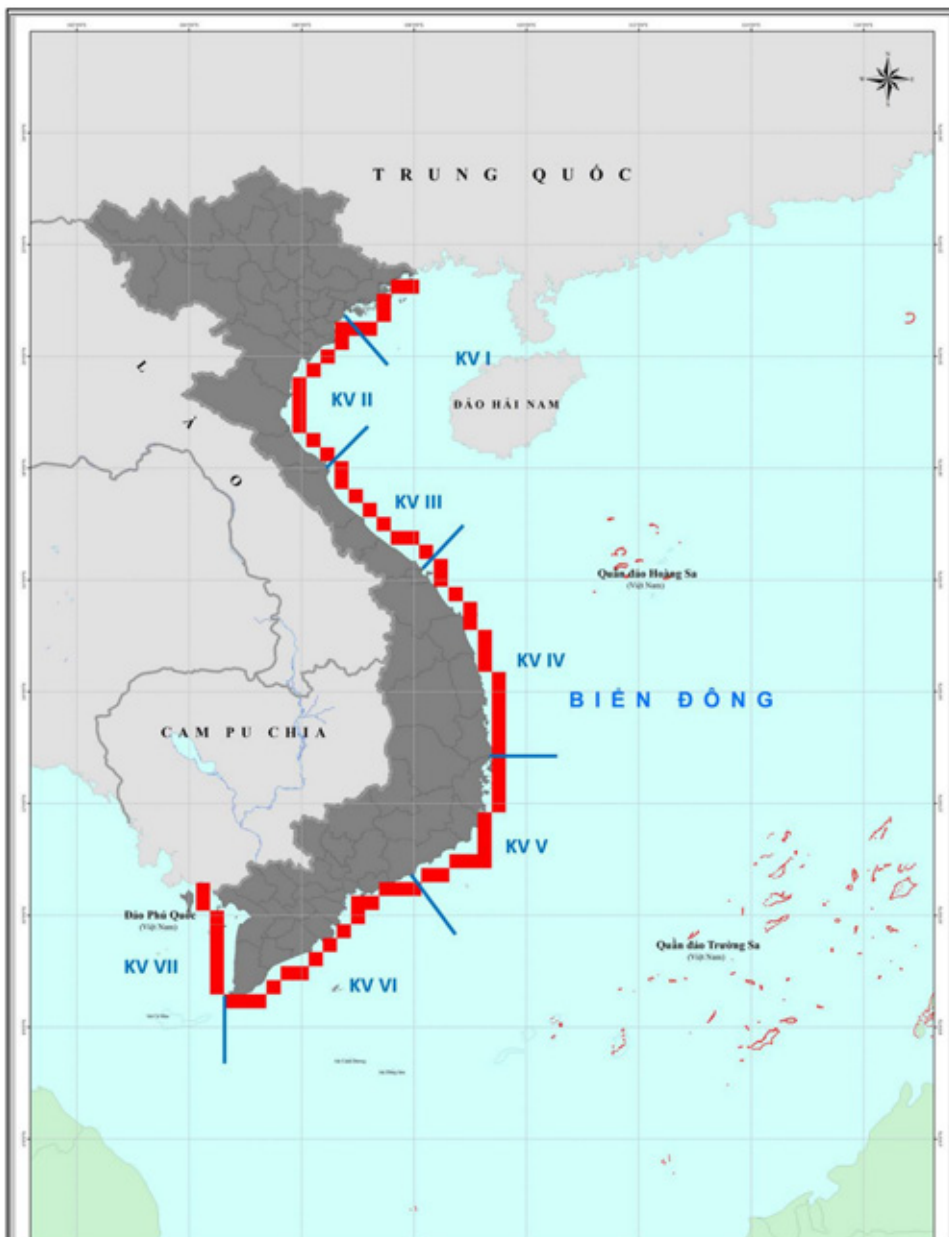 TRUNG QUỐC
KV I
LÀO
ĐẢO HẢI NAM
KV II
KV III
Quần đảo Hoàng Sa
(Việt Nam)
KV IV
BIỂN ĐÔNG
CAM PU CHIA
KV V
Đảo Phú Quốc
(Việt Nam)
Quần đảo Trường Sa
(Việt Nam)
KV VII
KV VI